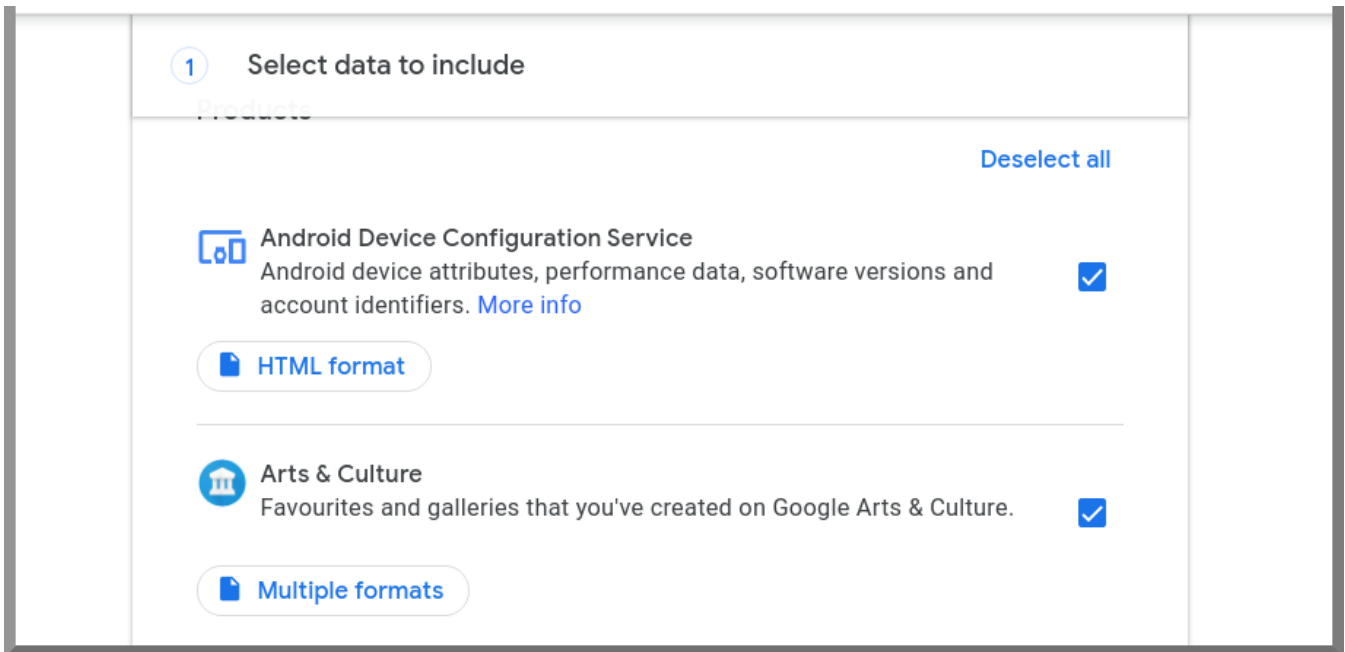 1 Select data to include
Products
Deselect all
Android Device Configuration Service
Android device attributes, performance data, software versions and
account identifiers. More info
HTML format
Arts & Culture
Favourites and galleries that you've created on Google Arts & Culture.
Multiple formats